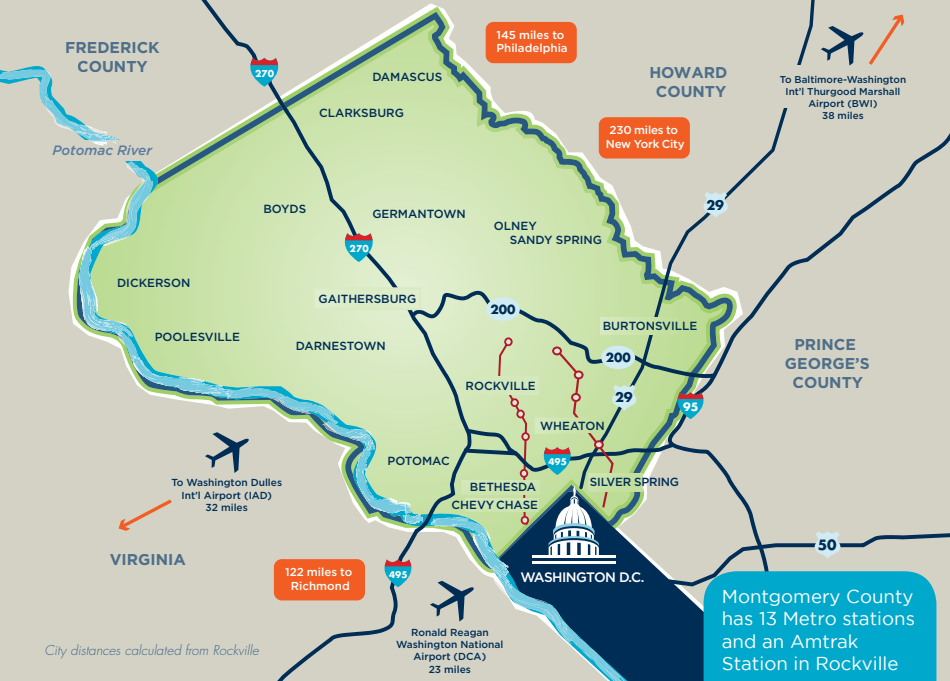 FREDERICK
COUNTY
270
145 miles to
Philadelphia
HOWARD
COUNTY
To Baltimore-Washington
Int'l Thurgood Marshall
Airport (BWI)
38 miles
DAMASCUS
CLARKSBURG
230 miles to
New York City
Potomac River
29
BOYDS
GERMANTOWN
OLNEY
SANDY SPRING
270
DICKERSON
GAITHERSBURG
200
BURTONSVILLE
POOLESVILLE
DARNESTOWN
200
PRINCE
GEORGE'S
COUNTY
ROCKVILLE
29
95
WHEATON
POTOMAC
495
To Washington Dulles
Int'l Airport (IAD)
32 miles
BETHESDA
SILVER SPRING
CHEVY CHASE
VIRGINIA
50
122 miles to
Richmond
495
WASHINGTON D.C.
Ronald Reagan
Washington National
Airport (DCA)
23 miles
Montgomery County
has 13 Metro stations
and an Amtrak
Station in Rockville
City distances calculated from Rockville